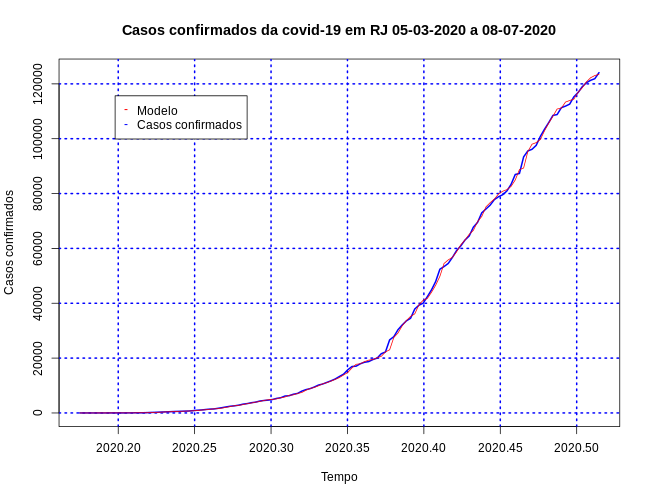 Casos confirmados da covid-19 em RJ 05-03-2020 a 08-07-2020
Casos confirmados
120000
100000
80000
60000
40000
20000
0
- Modelo
- Casos confirmados
2020.20 2020.25 2020.30 2020.35 2020.40 2020.45 2020.50
Tempo